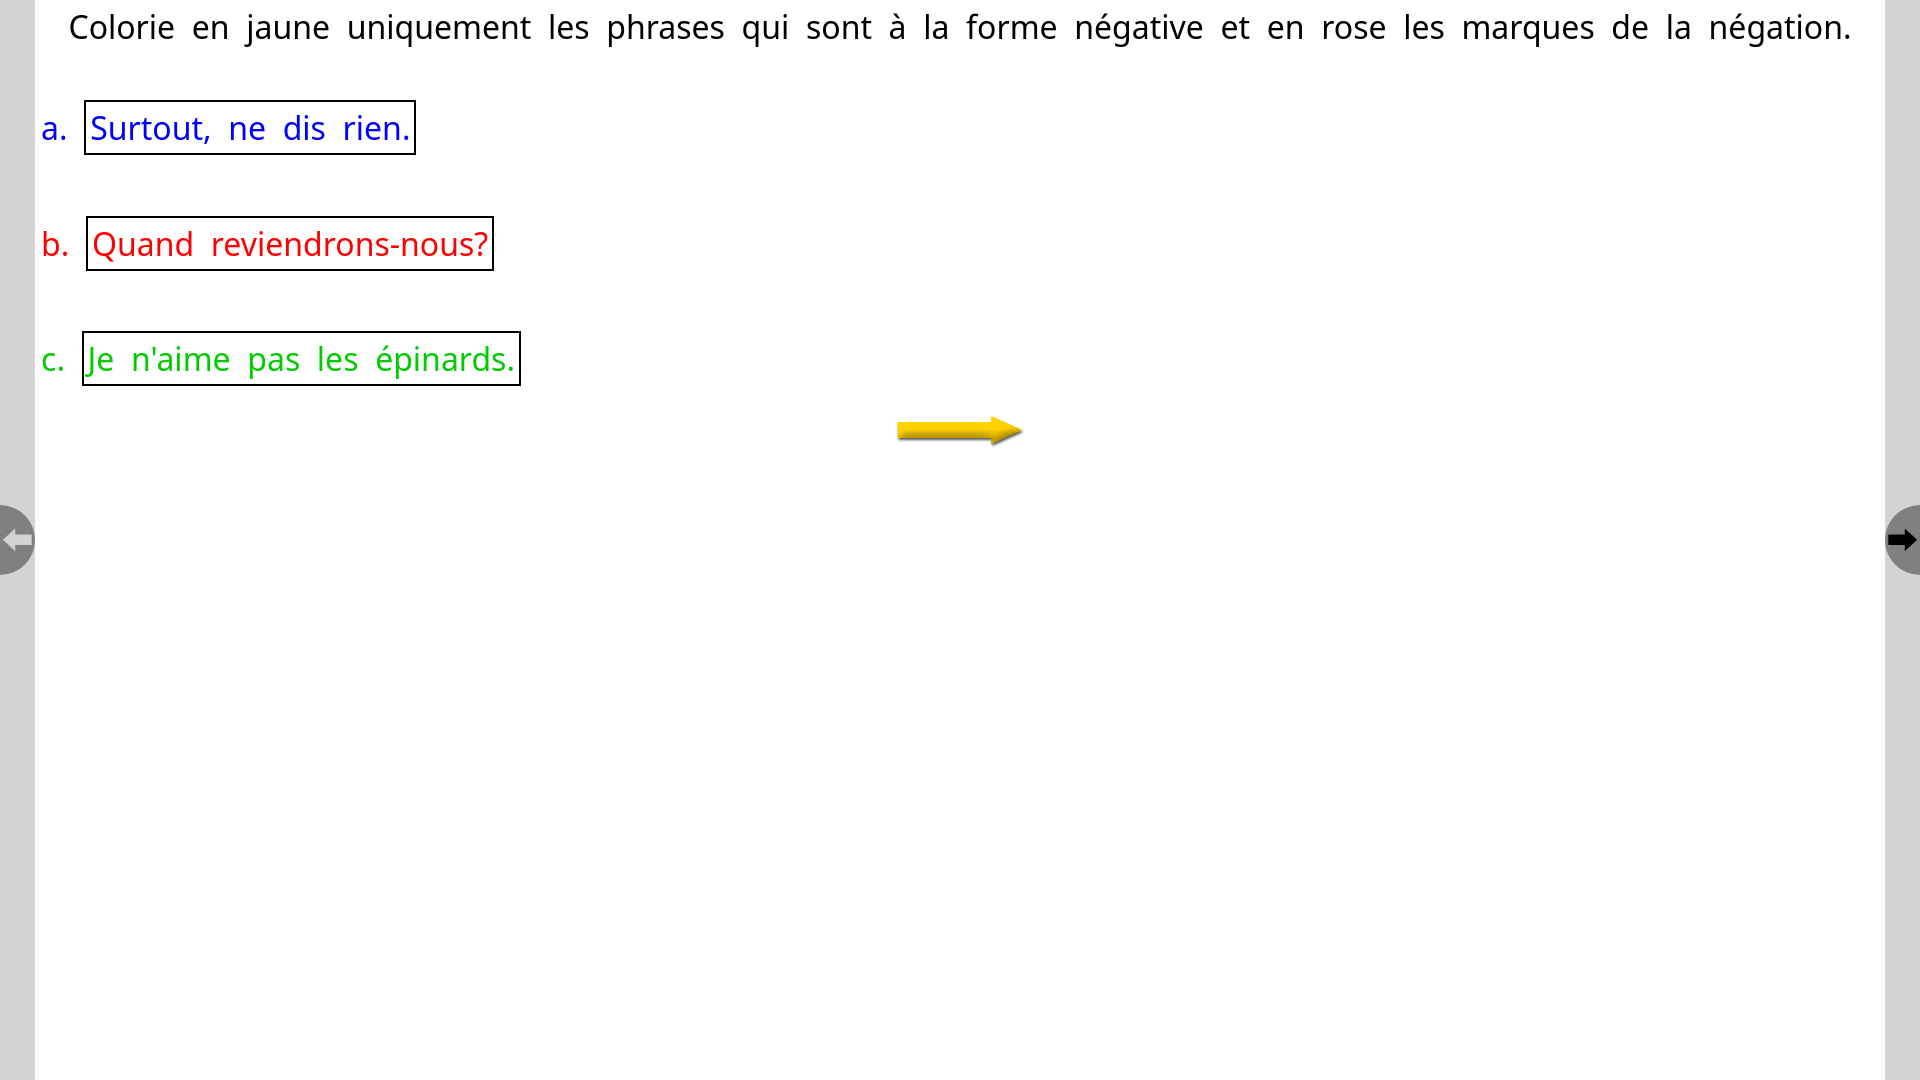 Colorie en jaune uniquement les phrases qui sont à la forme négative et en rose les marques de la négation.
a. Surtout, ne dis rien.
b. Quand reviendrons-nous?
c. Je n'aime pas les épinards.